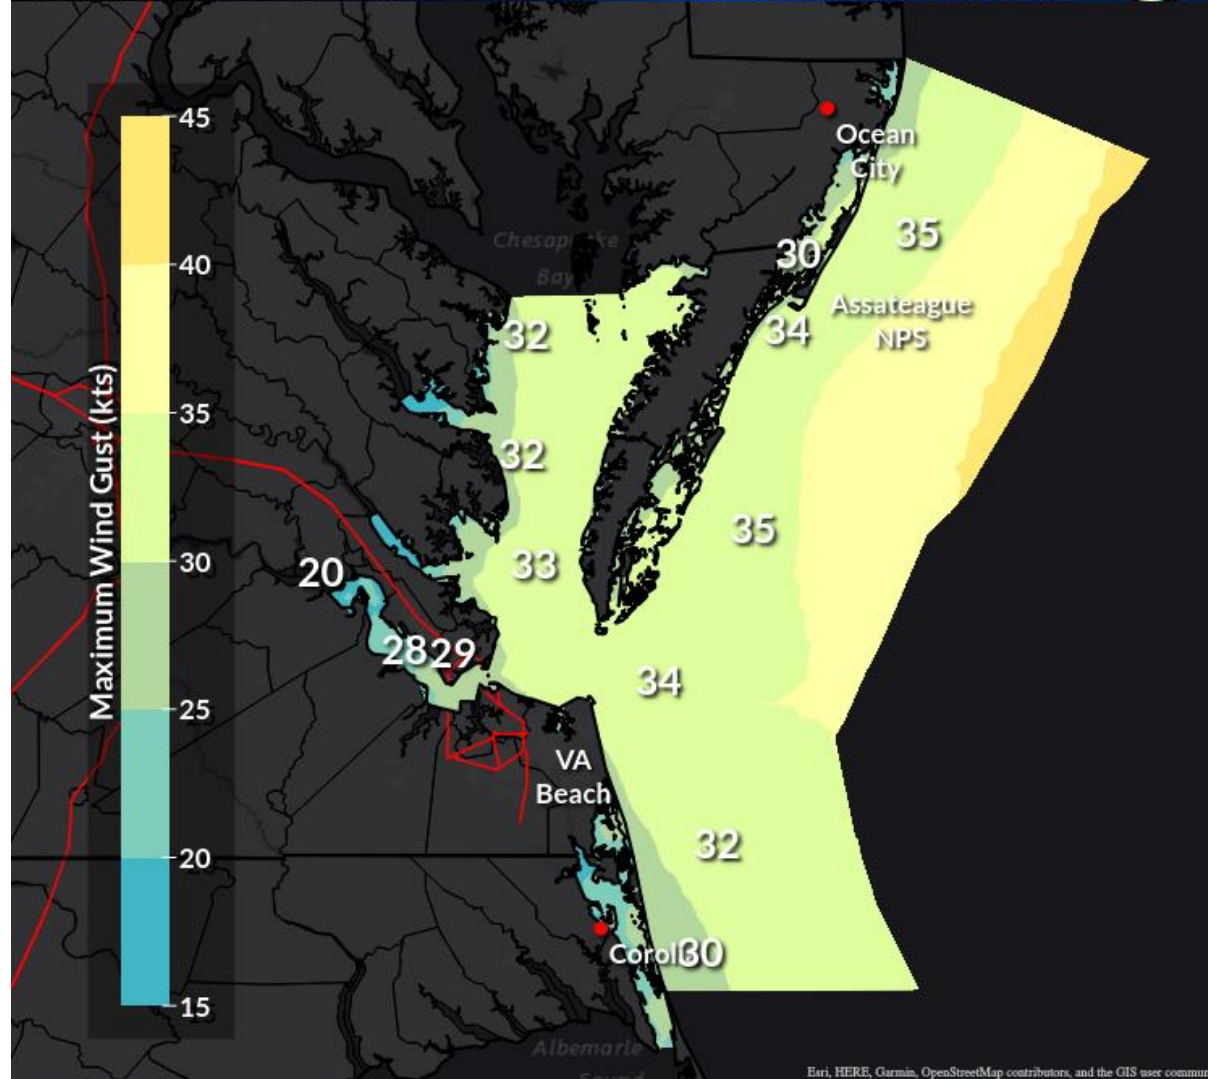 45
Ocean
City
35
Chesapeake
Bay
30
40
Assateague
NPS
34
32
35
Maximum Wind Gust (kts)
32
35
33
30
20
28
29
34
25
VA
Beach
32
20
30
15
Albemarle
Sound
Esri, HERE, Garmin, OpenStreetMap contributors, and the GIS user commun